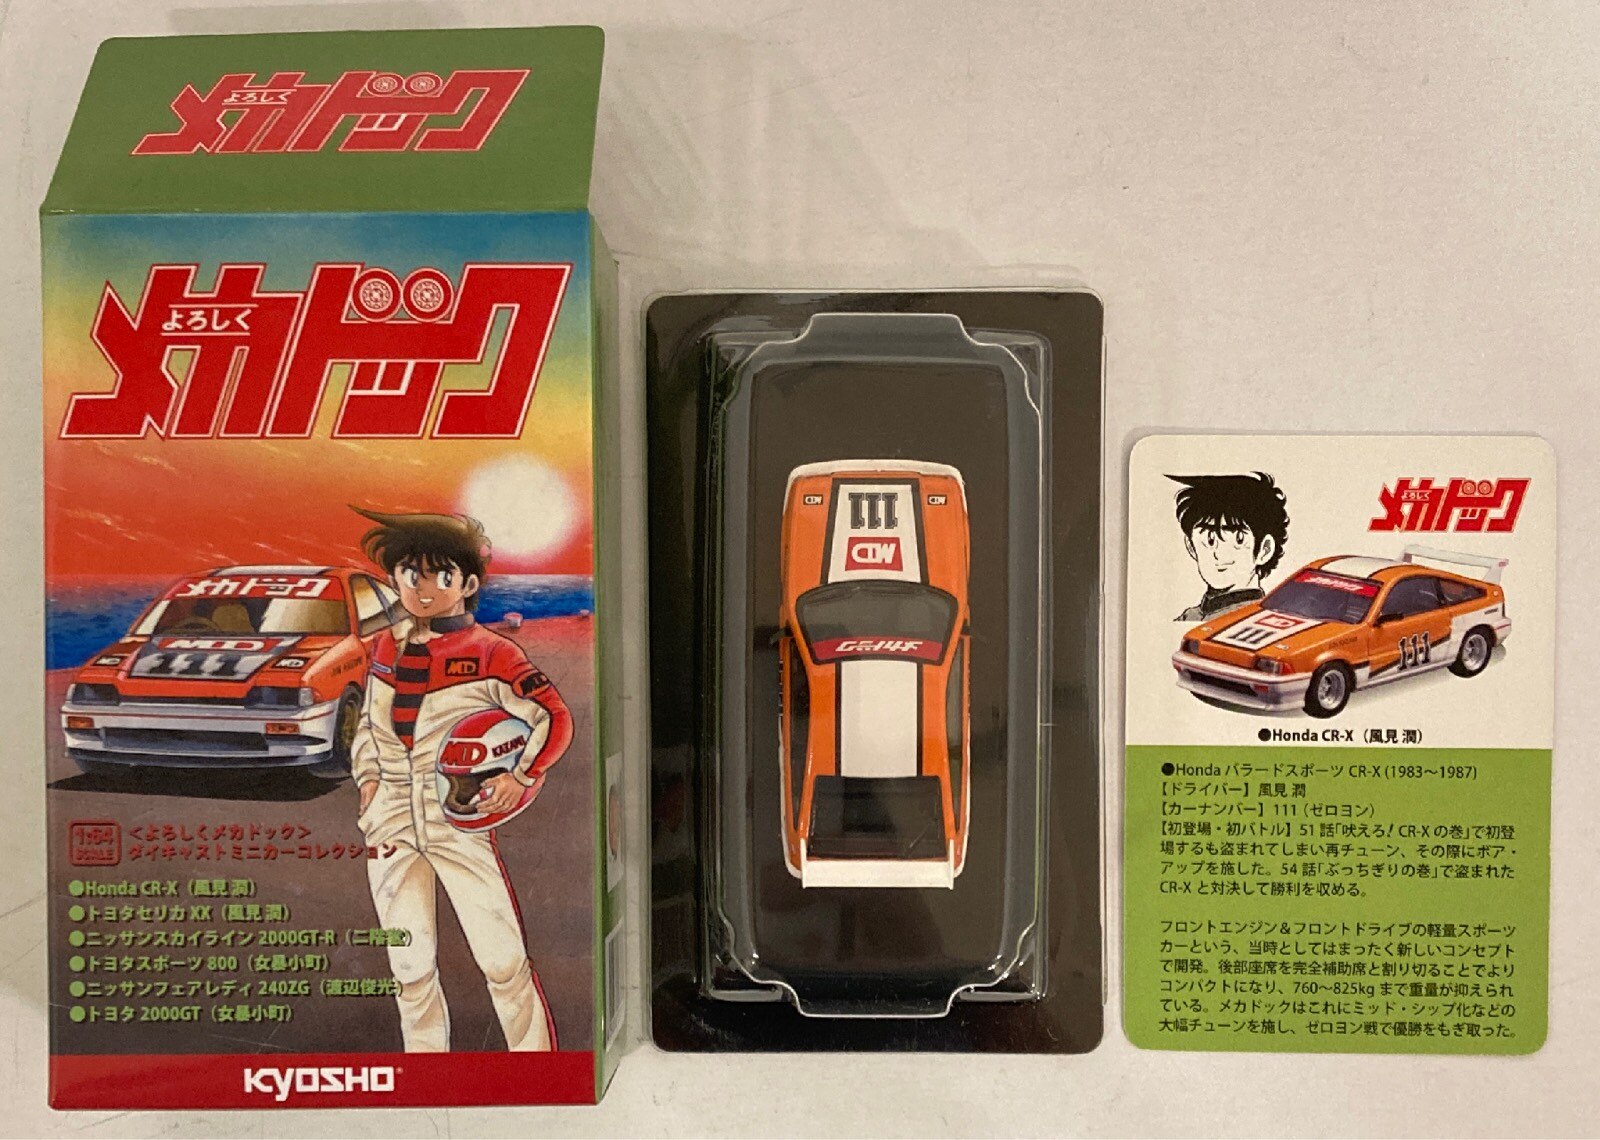 よろしく
メカドック
よろしく
メカドック
メカドック
MD
MD
111
MD
MD
MD
KAZAMI
1:64
SCALE
<よろしくメカドック>
ダイキャストミニカーコレクション
●Honda CR-X（風見 潤）
●トヨタセリカ XX（風見 潤）
●ニッサンスカイライン 2000GT-R
●トヨタスポーツ 800（女暴小町）
●ニッサンフェアレディ 240ZG（渡辺俊光）
●トヨタ 2000GT（女暴小町）
KYOSHO
111
MD
メカドック
よろしく
メカドック
メカドック
MD
111
111
●Honda CR-X（風見 潤）
●Honda バラードスポーツ CR-X (1983～1987)
【ドライバー】風見 潤
【カーナンバー】111（ゼロヨン）
【初登場・初バトル】51 話「吠えろ! CR-X の巻」で初登
場するも盗まれてしまい再チューン、その際にボア・
アップを施した。54 話「ぶっちぎりの巻」で盗まれた
CR-X と対決して勝利を収める。
フロントエンジン＆フロントドライブの軽量スポーツ
カーという、当時としてはまったく新しいコンセプト
で開発。後部座席を完全補助席と割り切ることでより
コンパクトになり、760～825kg まで重量が抑えられ
ている。メカドックはこれにミッド・シップ化などの
大幅チューンを施し、ゼロヨン戦で優勝をもぎ取った。